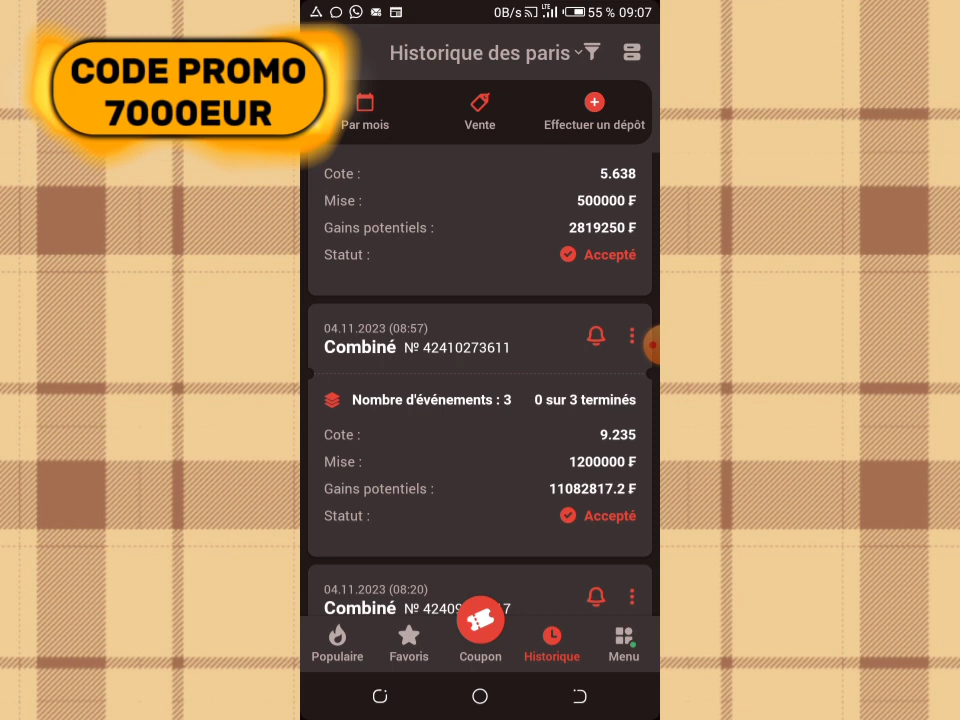 0B/s LTE 55 % 09:07
CODE PROMO
7000EUR
Historique des paris
Par mois
Vente
Effectuer un dépôt
Cote : 5.638
Mise : 500000 ₣
Gains potentiels : 2819250 ₣
Statut : Accepté
04.11.2023 (08:57)
Combiné № 42410273611
Nombre d'événements : 3 0 sur 3 terminés
Cote : 9.235
Mise : 1200000 ₣
Gains potentiels : 11082817.2 ₣
Statut : Accepté
04.11.2023 (08:20)
Combiné №
Populaire Favoris Coupon Historique Menu